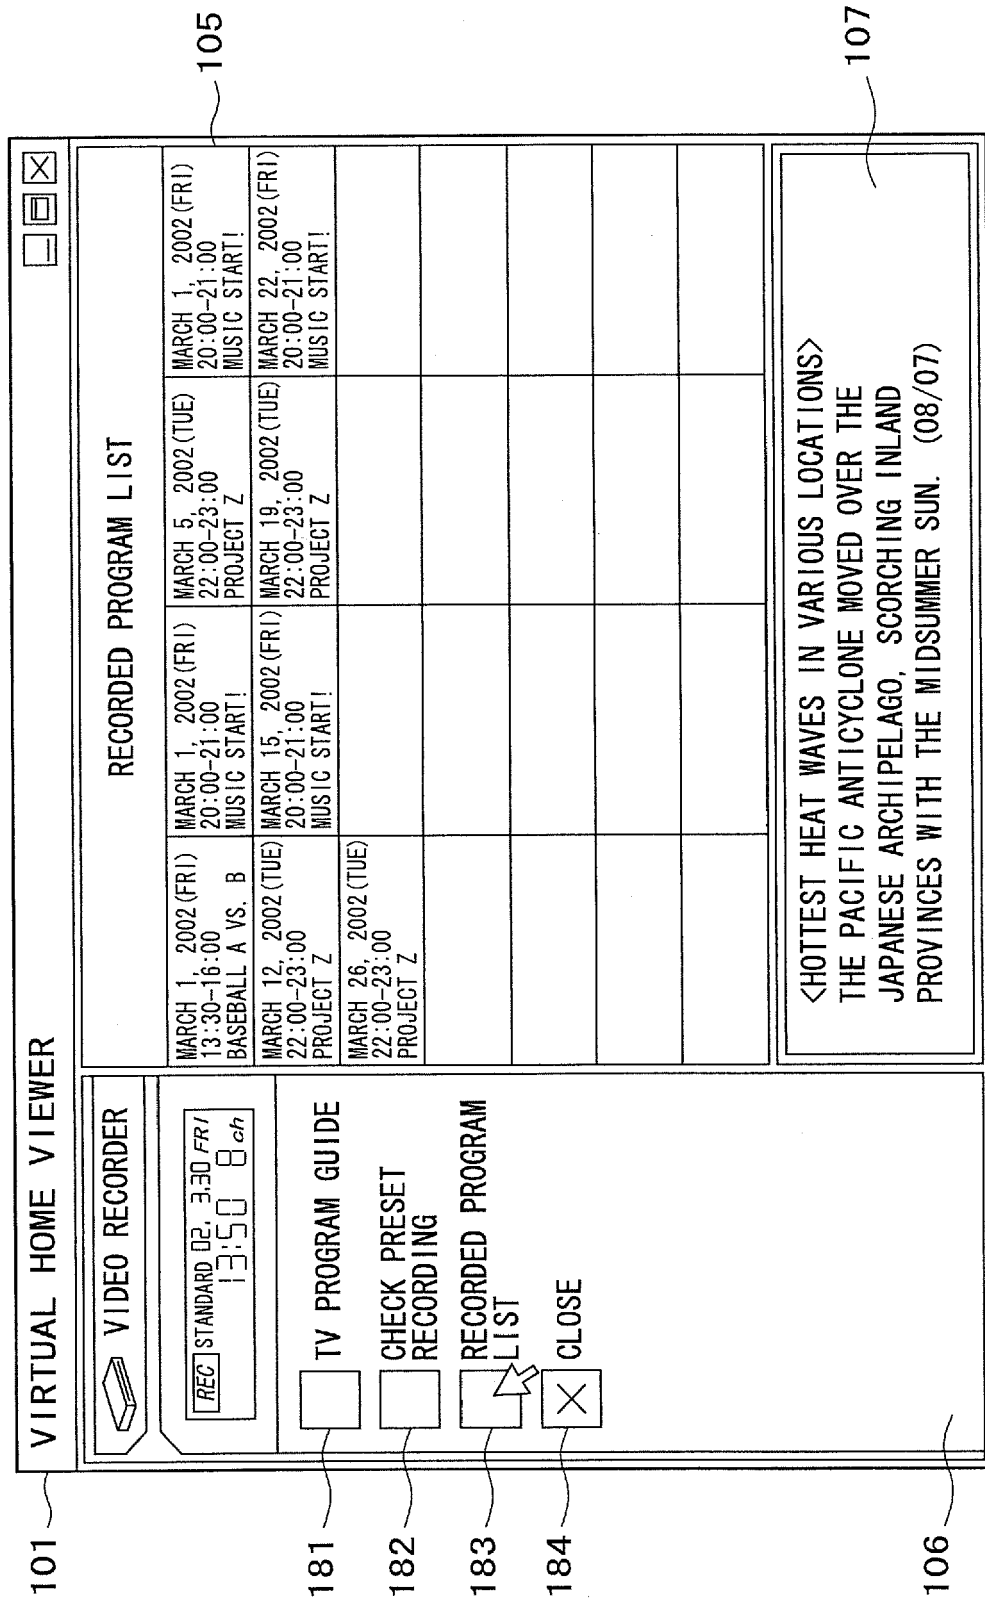 101
VIRTUAL HOME VIEWER
VIDEO RECORDER
REC STANDARD 02. 3.30 FRI
13:50 8ch
181
TV PROGRAM GUIDE
182
CHECK PRESET
RECORDING
183
RECORDED PROGRAM
LIST
184
CLOSE
106
RECORDED PROGRAM LIST
105
MARCH 1, 2002(FRI)
13:30-16:00
BASEBALL A VS. B
MARCH 1, 2002(FRI)
20:00-21:00
MUSIC START!
MARCH 5, 2002(TUE)
22:00-23:00
PROJECT Z
MARCH 1, 2002(FRI)
20:00-21:00
MUSIC START!
MARCH 12, 2002(TUE)
22:00-23:00
PROJECT Z
MARCH 15, 2002(FRI)
20:00-21:00
MUSIC START!
MARCH 19, 2002(TUE)
22:00-23:00
PROJECT Z
MARCH 22, 2002(FRI)
20:00-21:00
MUSIC START!
MARCH 26, 2002(TUE)
22:00-23:00
PROJECT Z
107
<HOTTEST HEAT WAVES IN VARIOUS LOCATIONS>
THE PACIFIC ANTICYCLONE MOVED OVER THE
JAPANESE ARCHIPELAGO, SCORCHING INLAND
PROVINCES WITH THE MIDSUMMER SUN. (08/07)